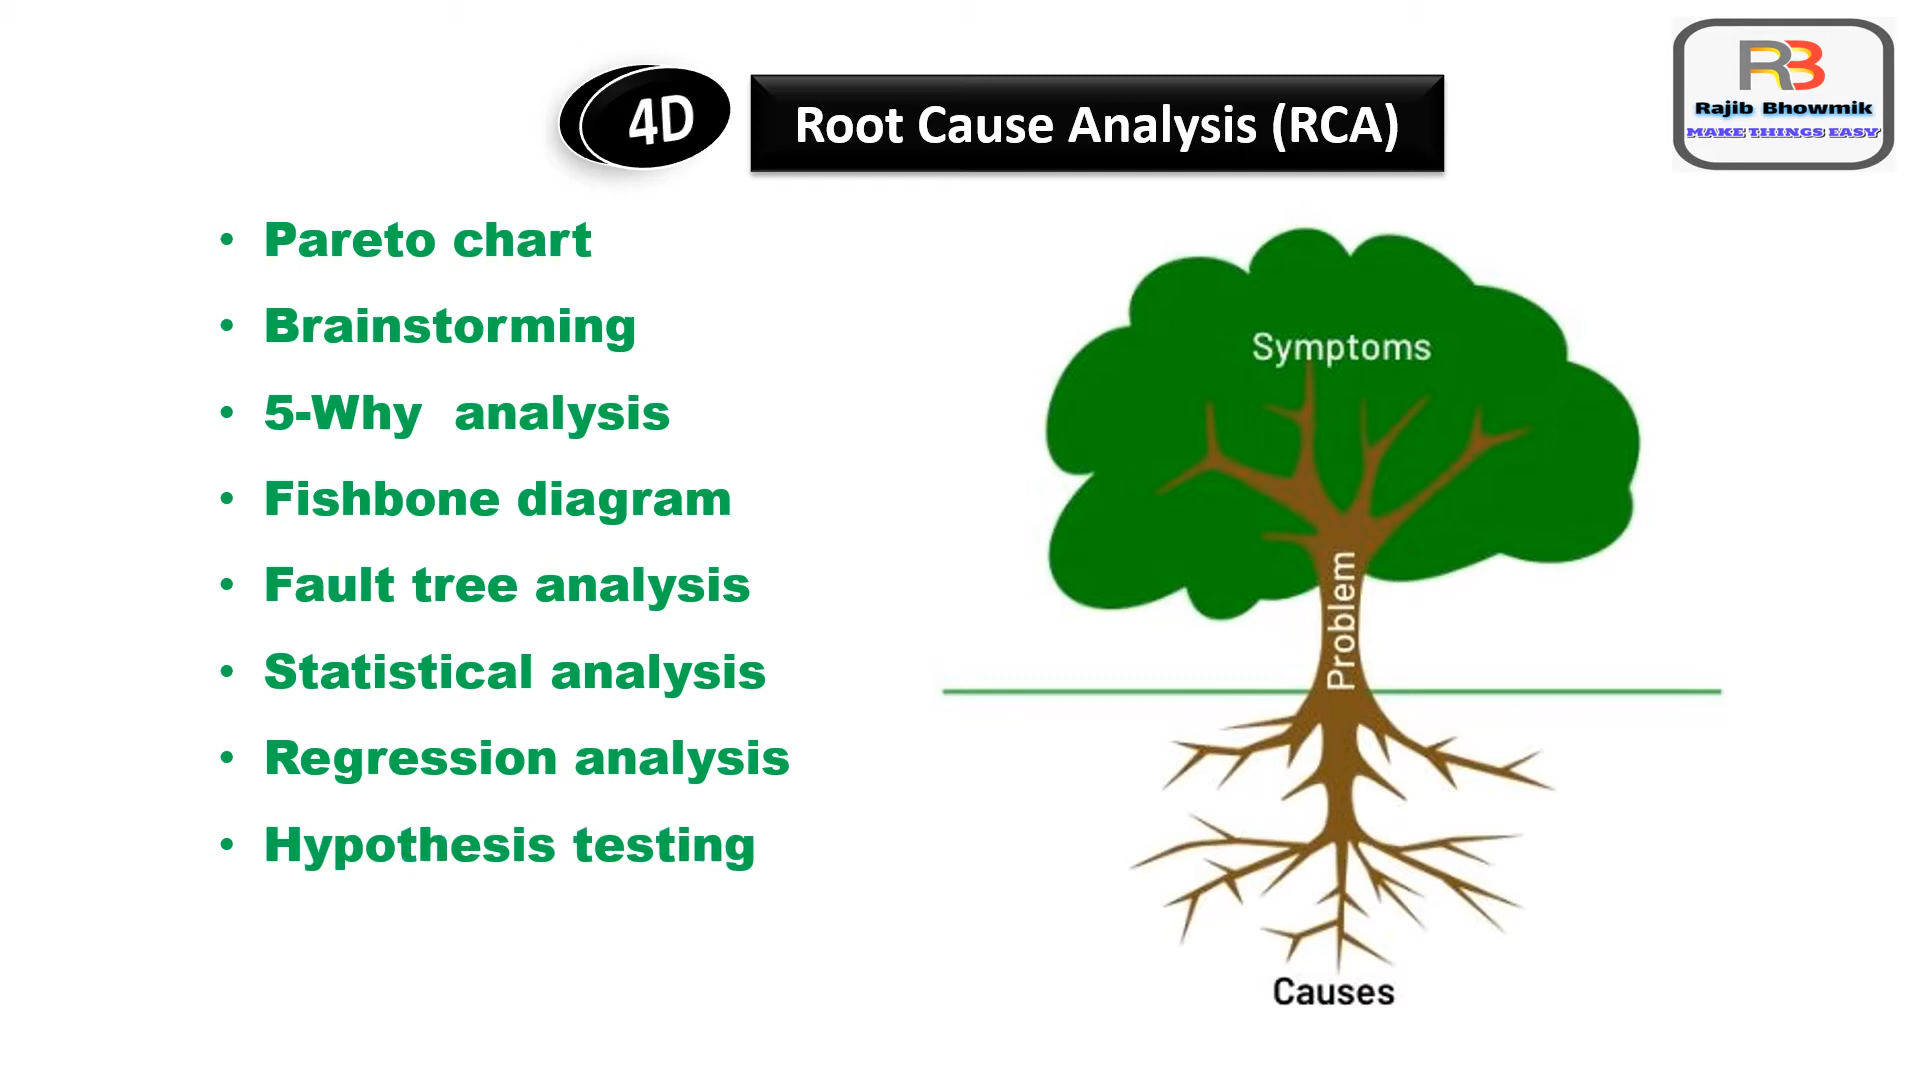 4D
Root Cause Analysis (RCA)
RB
Rajib Bhowmik
MAKE THINGS EASY
• Pareto chart
• Brainstorming
• 5-Why  analysis
• Fishbone diagram
• Fault tree analysis
• Statistical analysis
• Regression analysis
• Hypothesis testing
Symptoms
Problem
Causes